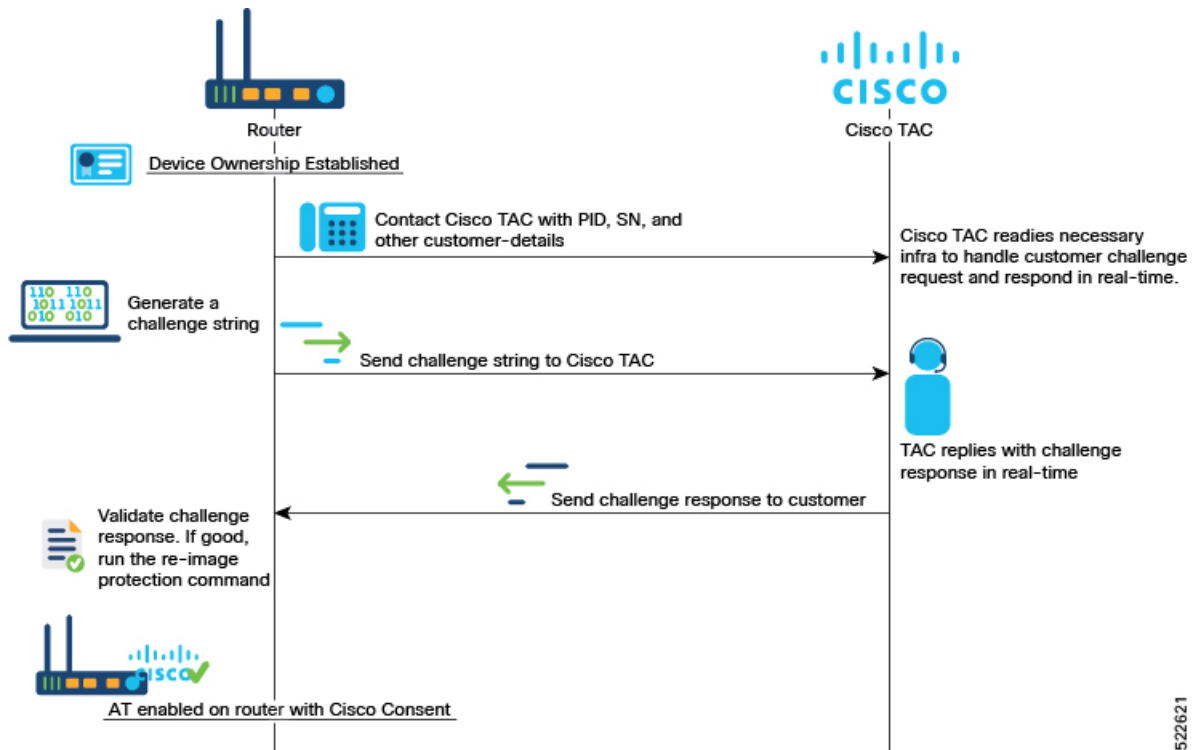 CISCO
Router
Cisco TAC
Device Ownership Established
Contact Cisco TAC with PID, SN, and
other customer-details
Cisco TAC readies necessary
infra to handle customer challenge
request and respond in real-time.
110 110
1011 1011
010 010
Generate a
challenge string
Send challenge string to Cisco TAC
TAC replies with challenge
response in real-time
Send challenge response to customer
Validate challenge
response. If good,
run the re-image
protection command
CISCO
AT enabled on router with Cisco Consent
522621